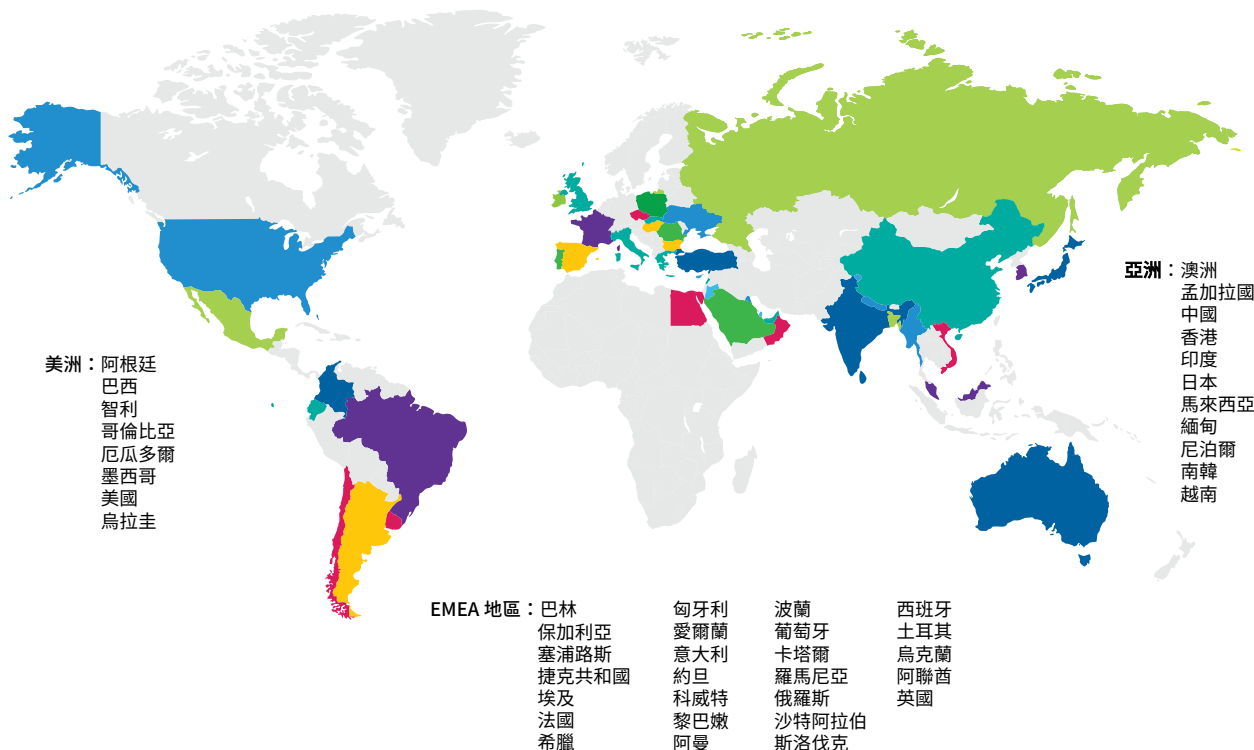 美洲：阿根廷
巴西
智利
哥倫比亞
厄瓜多爾
墨西哥
美國
烏拉圭
亞洲：澳洲
孟加拉國
中國
香港
印度
日本
馬來西亞
緬甸
尼泊爾
南韓
越南
EMEA 地區：巴林
保加利亞
塞浦路斯
捷克共和國
埃及
法國
希臘
匈牙利
愛爾蘭
意大利
約旦
科威特
黎巴嫩
阿曼
波蘭
葡萄牙
卡塔爾
羅馬尼亞
俄羅斯
沙特阿拉伯
斯洛伐克
西班牙
土耳其
烏克蘭
阿聯酋
英國